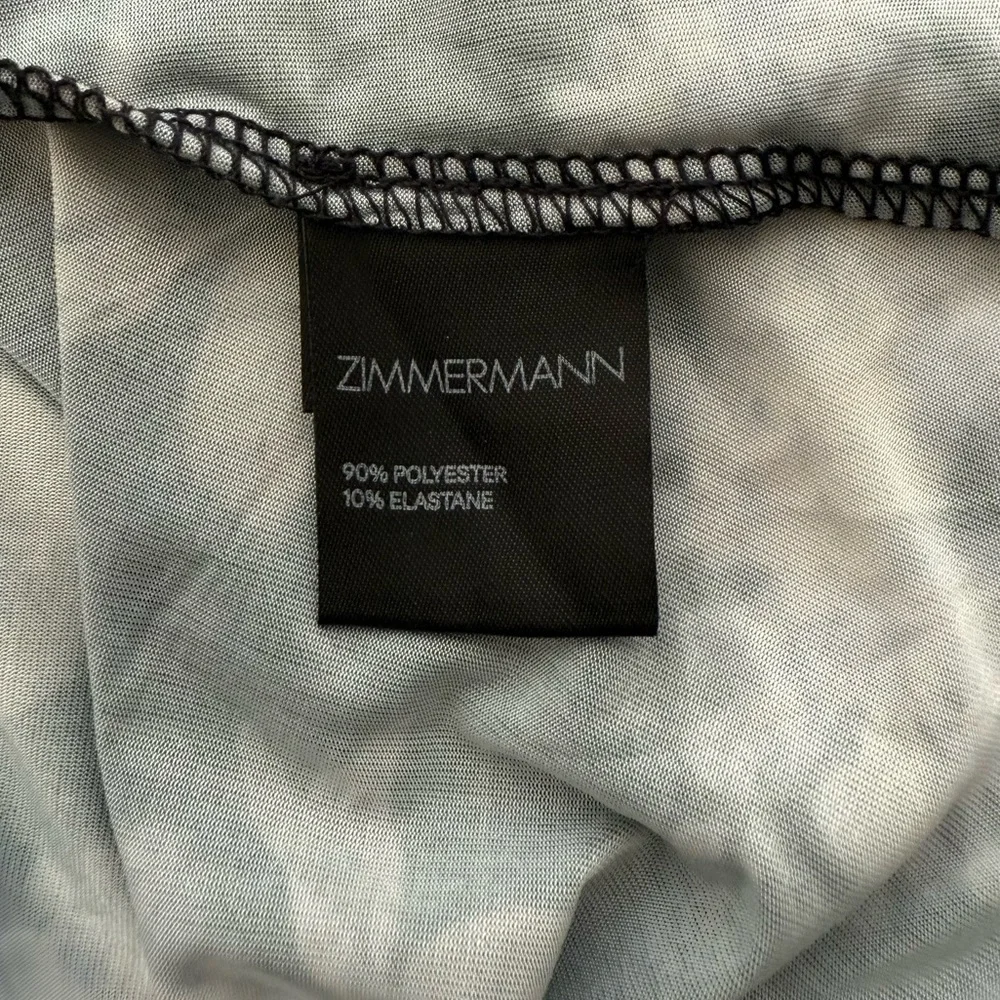 ZIMMERMANN
90% POLYESTER
10% ELASTANE